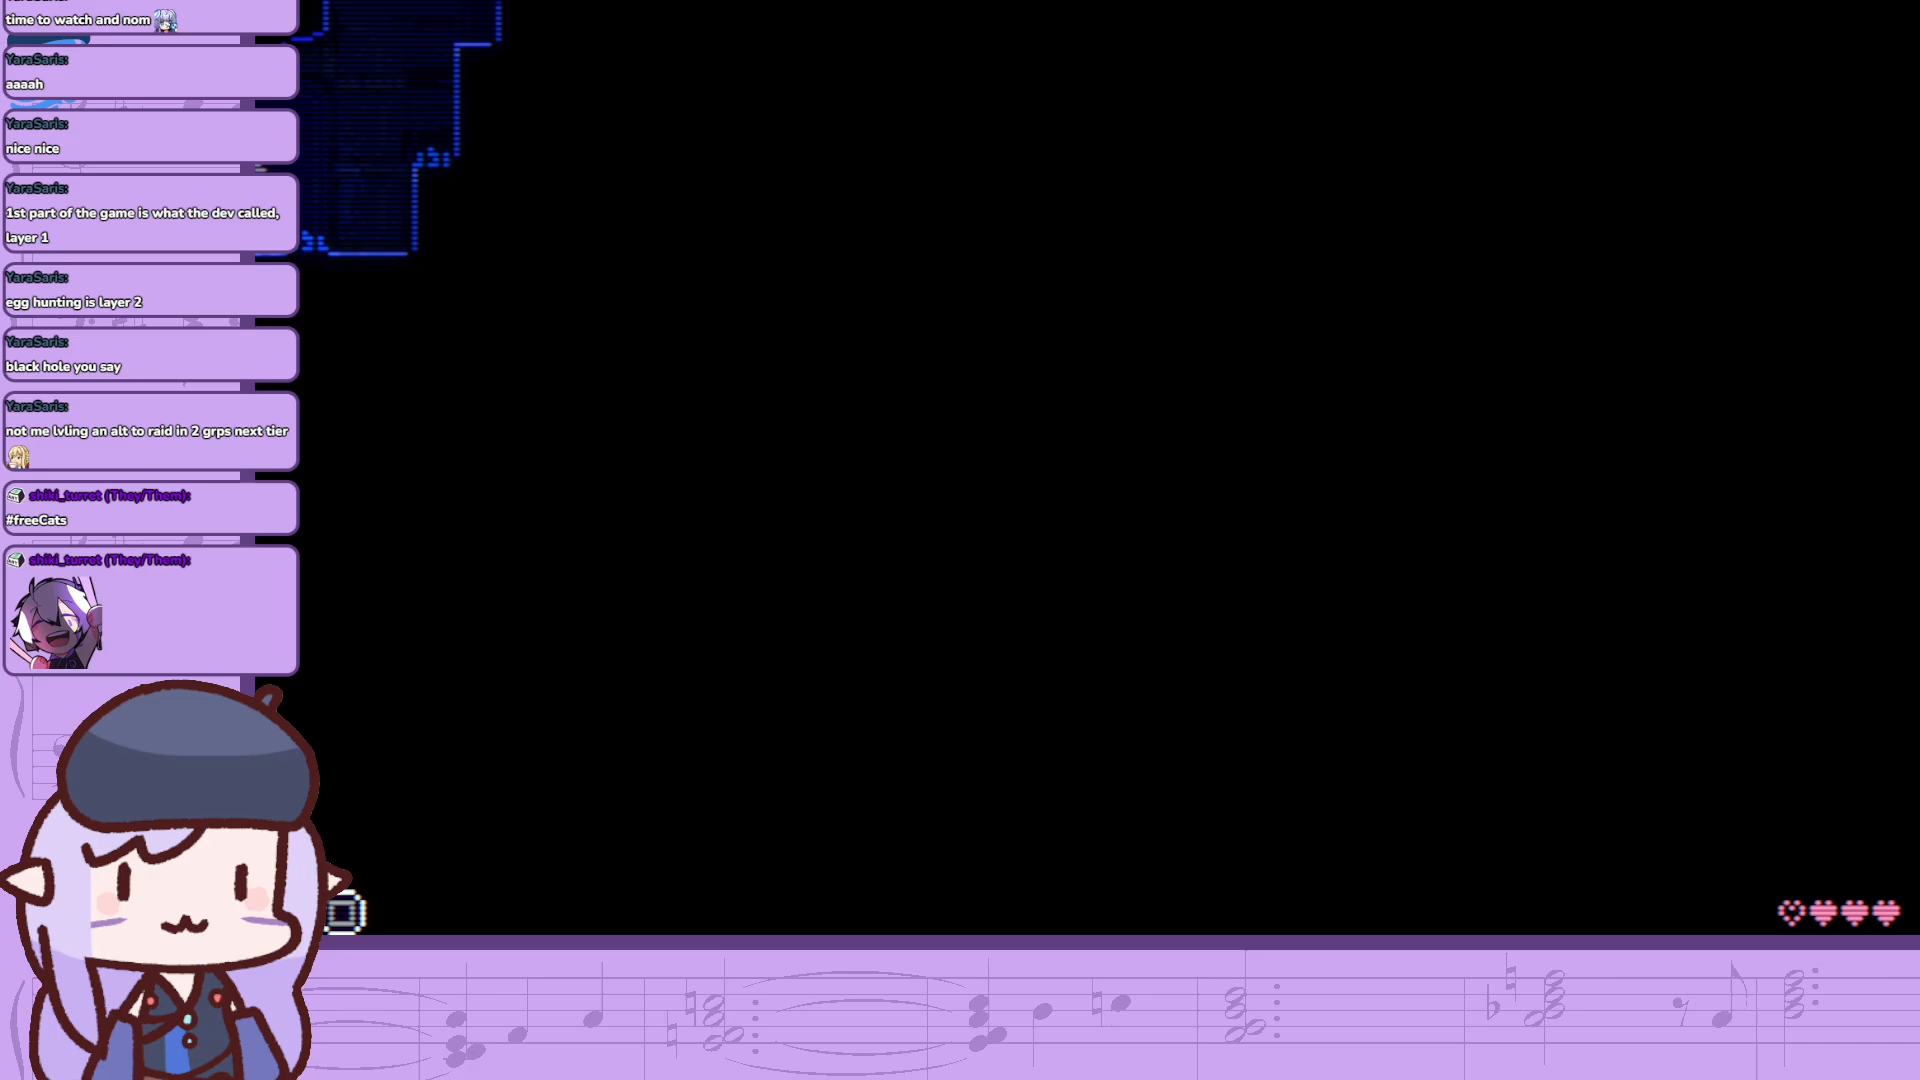 time to watch and nom
YaraSaris:
aaaah
YaraSaris:
nice nice
YaraSaris:
1st part of the game is what the dev called,
layer 1
YaraSaris:
egg hunting is layer 2
YaraSaris:
black hole you say
YaraSaris:
not me lvling an alt to raid in 2 grps next tier
shiki_turret (They/Them):
#freeCats
shiki_turret (They/Them):